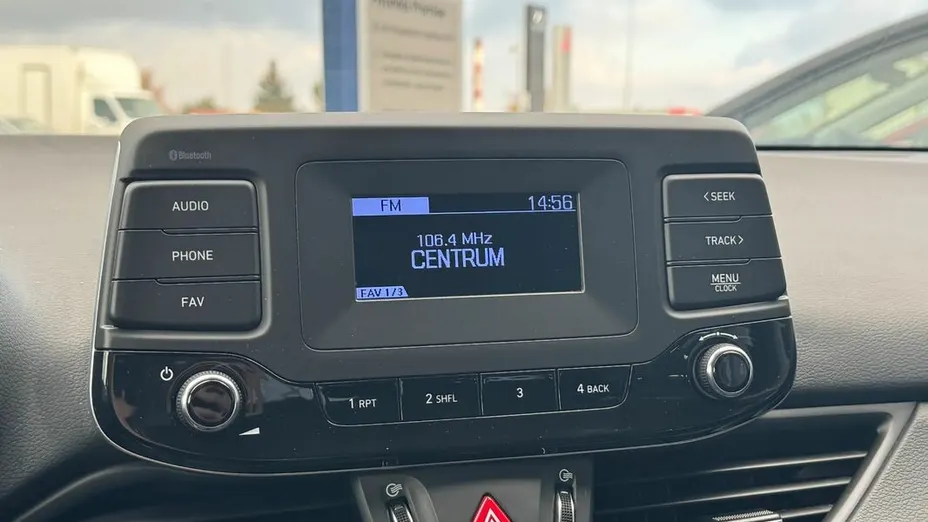 Bluetooth
AUDIO
PHONE
FAV
FM 14:56
106.4 MHz
CENTRUM
FAV 1/3
< SEEK
TRACK >
MENU
CLOCK
1 RPT
2 SHFL
3
4 BACK